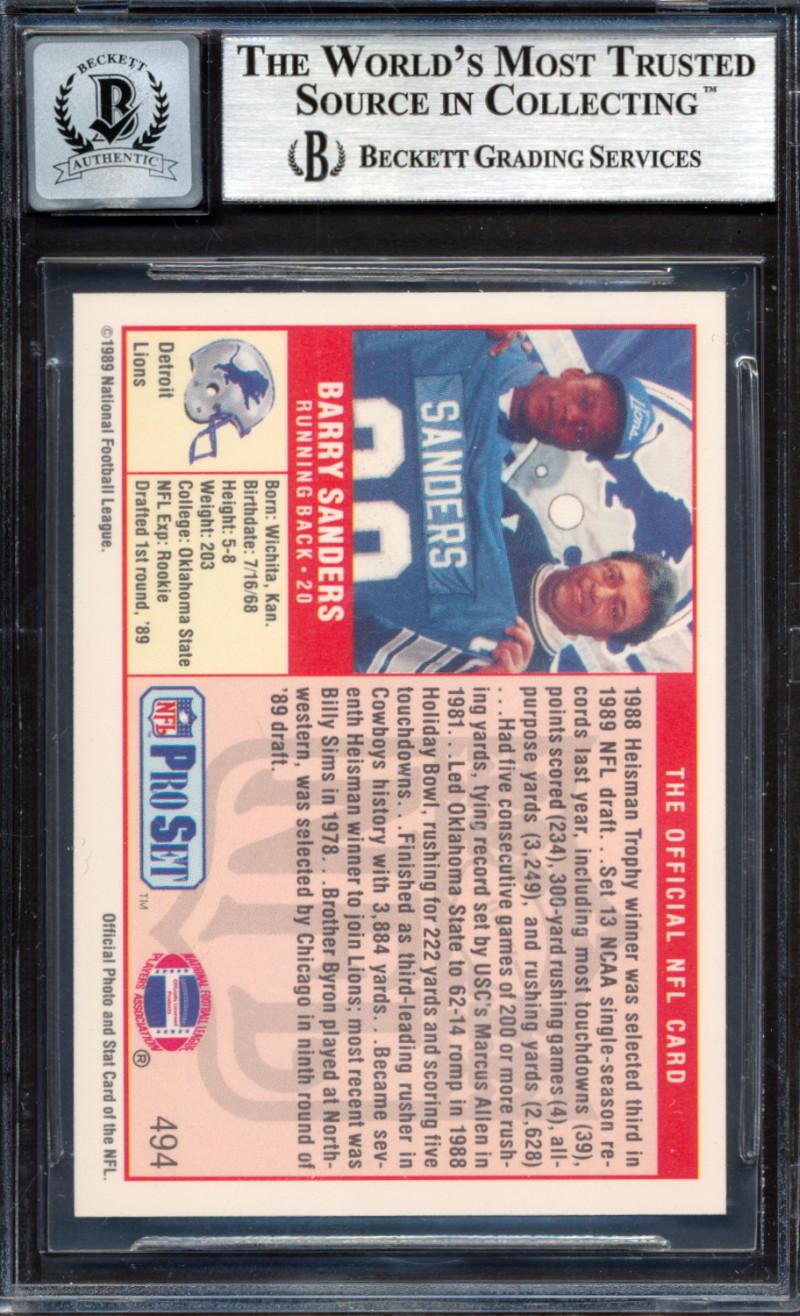 BECKETT
B
AUTHENTIC
THE WORLD'S MOST TRUSTED
SOURCE IN COLLECTING™
B BECKETT GRADING SERVICES
THE OFFICIAL NFL CARD
Lions
SANDERS
BARRY SANDERS
RUNNING BACK • 20
Detroit
Lions
Born: Wichita, Kan.
Birthdate: 7/16/68
Height: 5-8
Weight: 203
College: Oklahoma State
NFL Exp: Rookie
Drafted 1st round, '89
1988 Heisman Trophy winner was selected third in
1989 NFL draft. . .Set 13 NCAA single-season re-
cords last year, including most touchdowns (39),
points scored (234), 300-yard rushing games (4), all-
purpose yards (3,249), and rushing yards (2,628)
. . .Had five consecutive games of 200 or more rush-
ing yards, tying record set by USC's Marcus Allen in
1981. . .Led Oklahoma State to 62-14 romp in 1988
Holiday Bowl, rushing for 222 yards and scoring five
touchdowns. . .Finished as third-leading rusher in
Cowboys history with 3,884 yards. . .Became sev-
enth Heisman winner to join Lions; most recent was
Billy Sims in 1978. . .Brother Byron played at North-
western, was selected by Chicago in ninth round of
'89 draft.
NFL PRO SET TM
NATIONAL FOOTBALL LEAGUE
PLAYERS ASSOCIATION
®
494
©1989 National Football League.
Official Photo and Stat Card of the NFL.